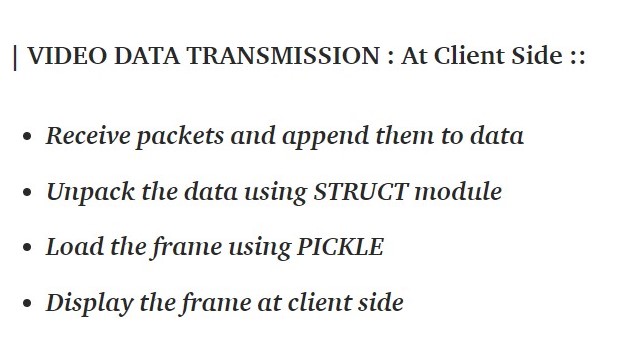 | VIDEO DATA TRANSMISSION : At Client Side ::
• Receive packets and append them to data
• Unpack the data using STRUCT module
• Load the frame using PICKLE
• Display the frame at client side